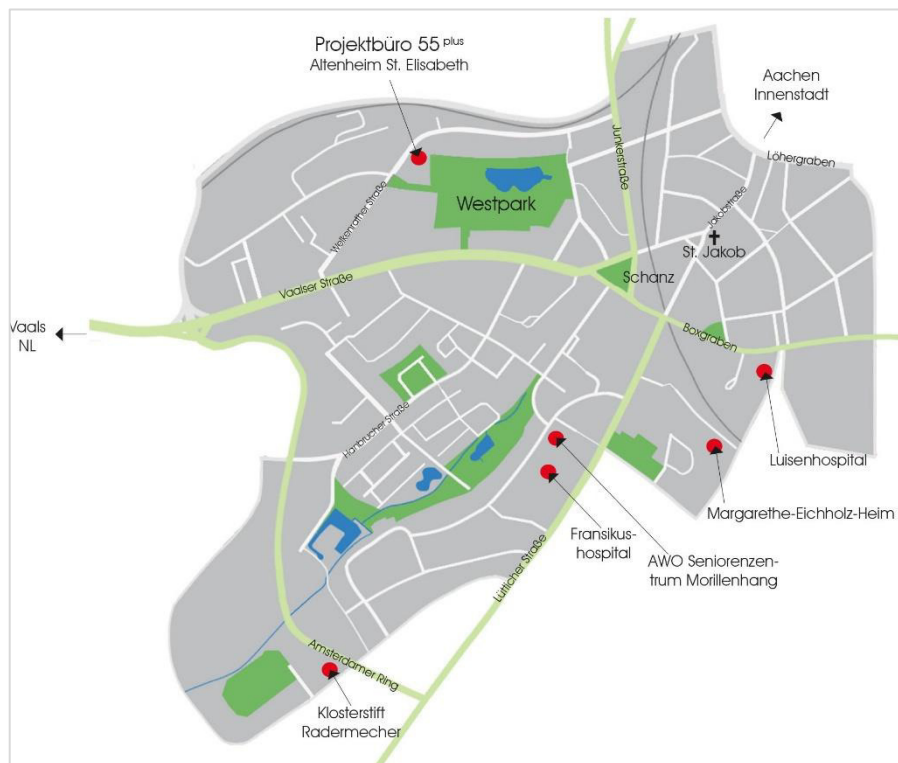 Projektbüro 55 plus
Altenheim St. Elisabeth
Aachen
Innenstadt
Löhergraben
Junkerstraße
Jakobstraße
Welkenrather Straße
Westpark
St. Jakob
Schanz
Vaalser Straße
Vaals
NL
Boxgraben
Hanbrucher Straße
Luisenhospital
Margarethe-Eichholz-Heim
Fransikus-
hospital
AWO Seniorenzen-
trum Morillenhang
Lütticher Straße
Amsterdamer Ring
Klosterstift
Radermecher